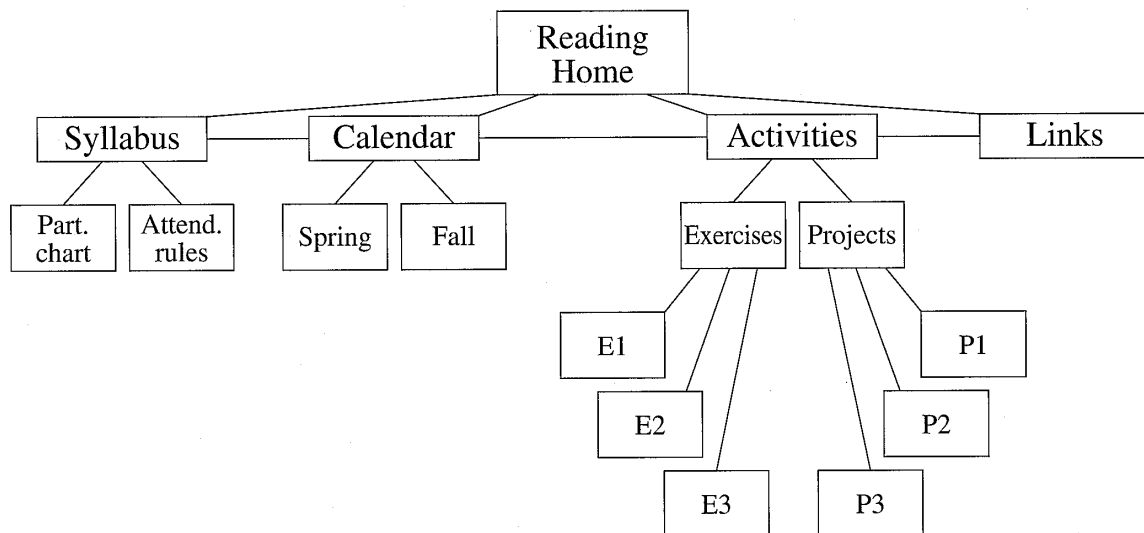 Reading
Home
Syllabus
Calendar
Activities
Links
Part.
chart
Attend.
rules
Spring
Fall
Exercises
Projects
E1
P1
E2
P2
E3
P3